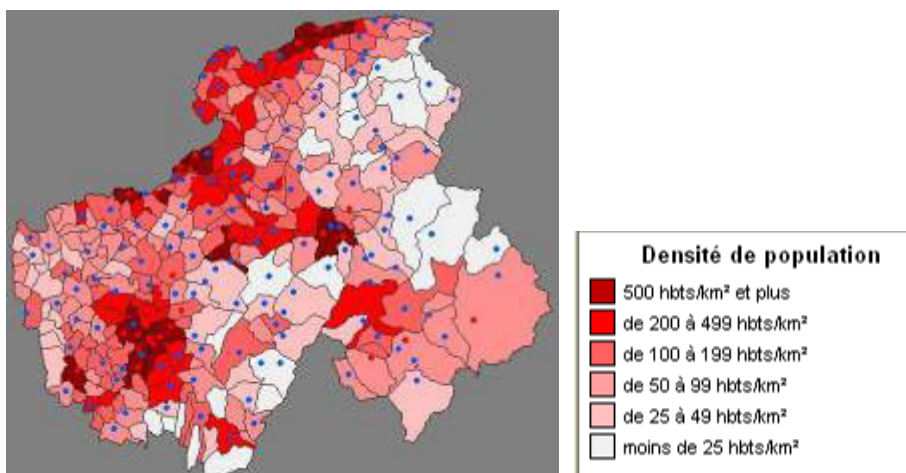 Densité de population
500 hbts/km² et plus
de 200 à 499 hbts/km²
de 100 à 199 hbts/km²
de 50 à 99 hbts/km²
de 25 à 49 hbts/km²
moins de 25 hbts/km²